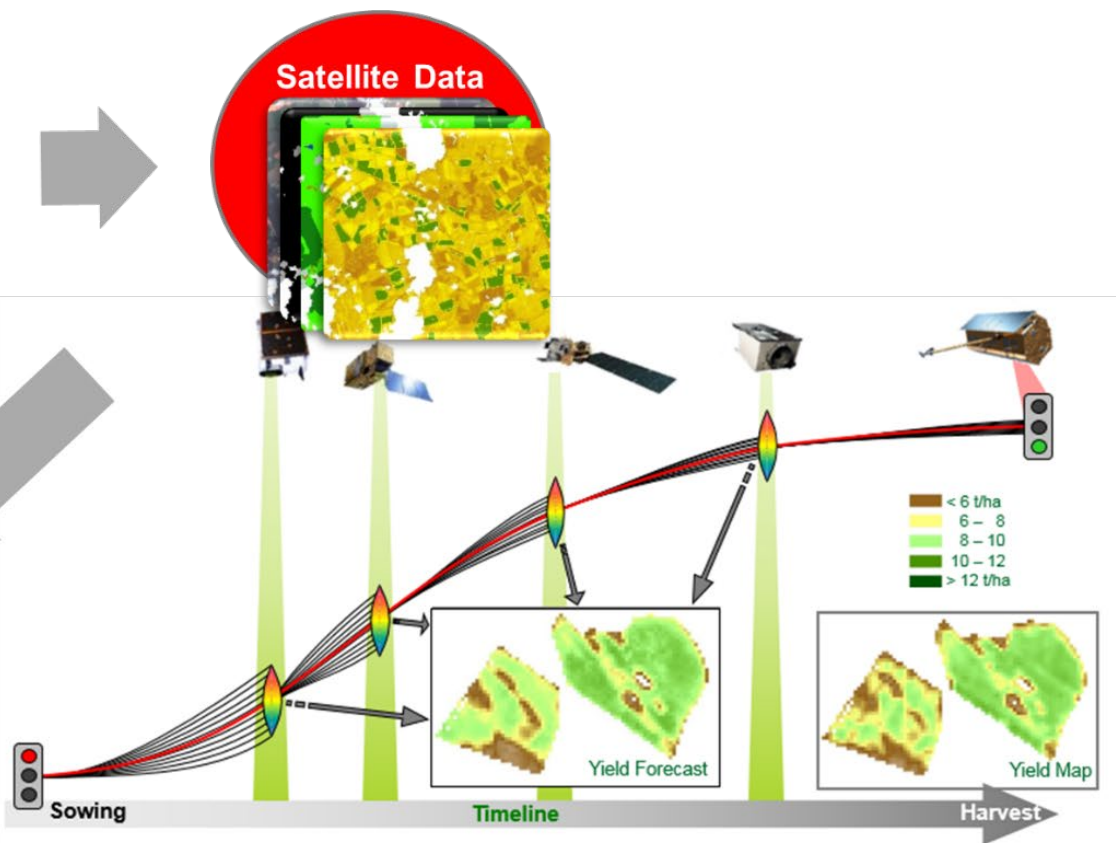 Satellite Data
< 6 t/ha
6 – 8
8 – 10
10 – 12
> 12 t/ha
Yield Forecast
Yield Map
Sowing
Timeline
Harvest